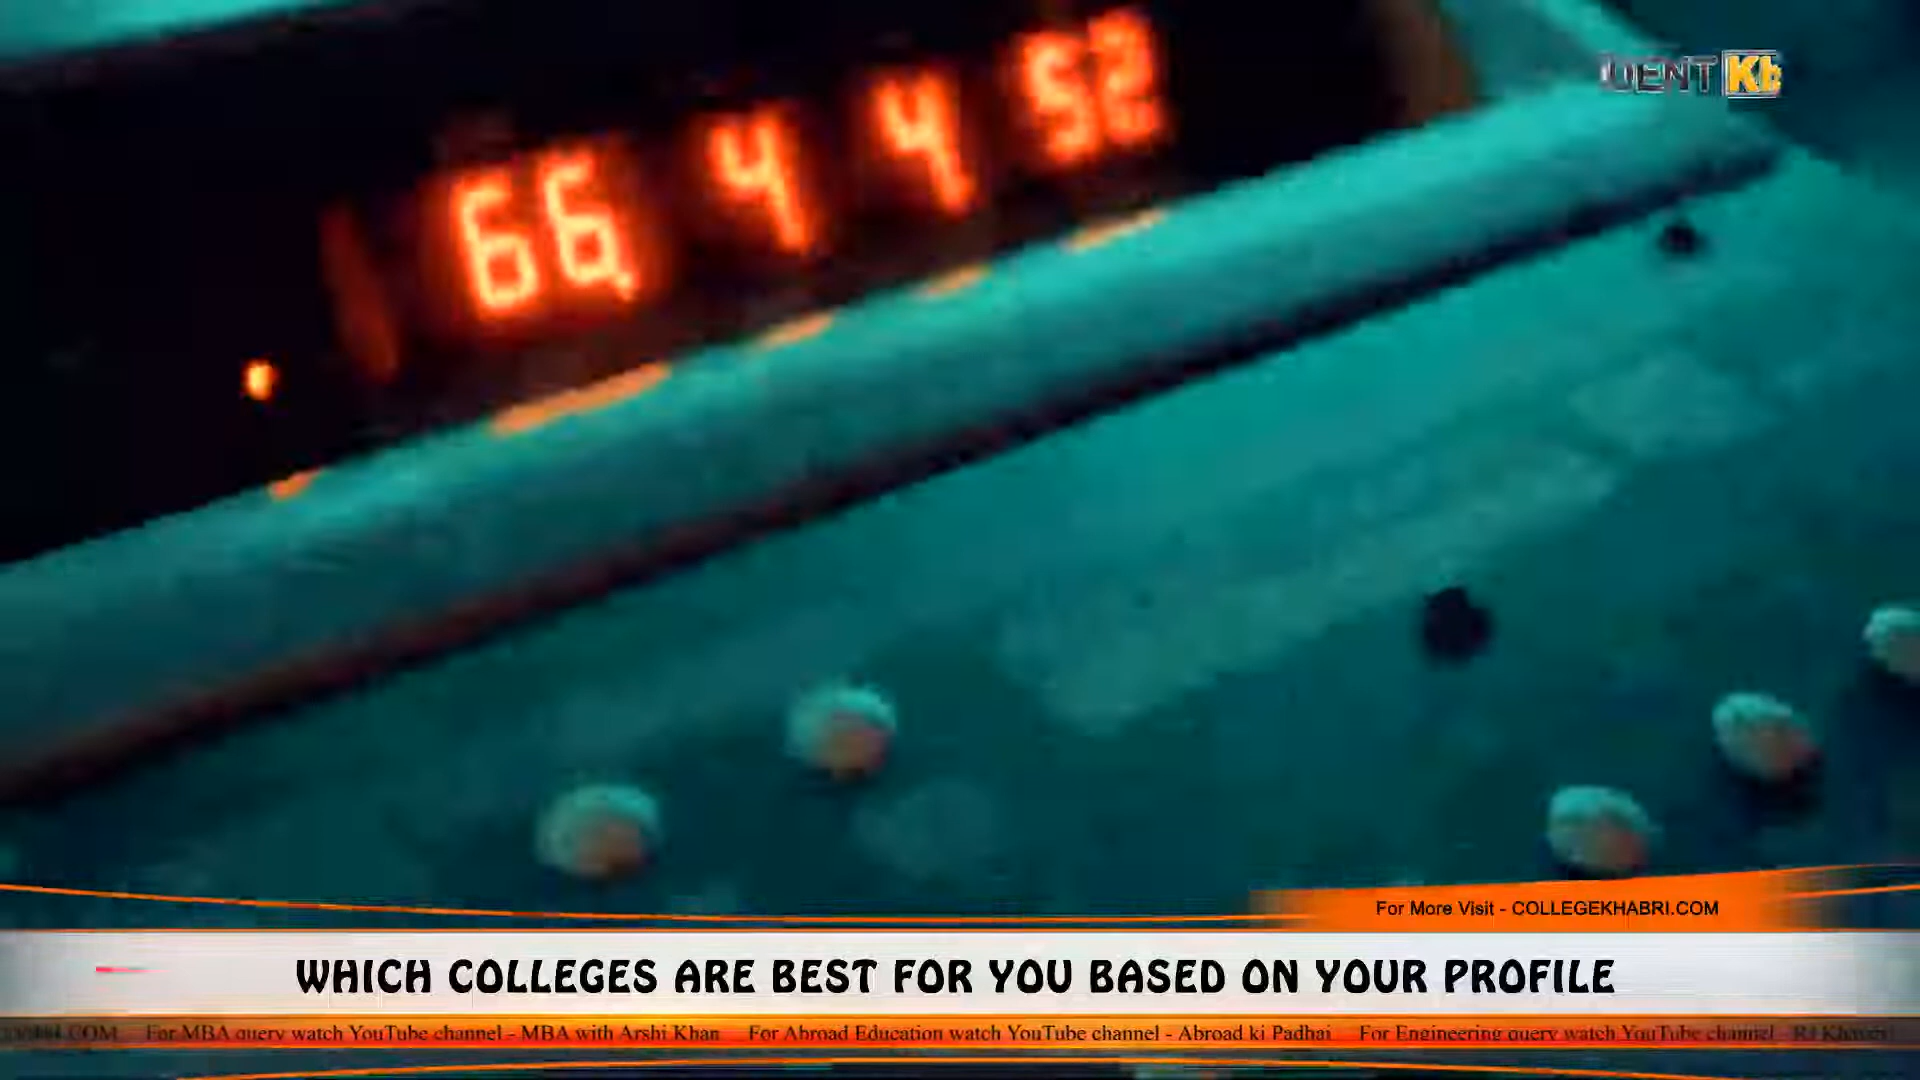 66 4 4 52
For More Visit - COLLEGEKHABRI.COM
WHICH COLLEGES ARE BEST FOR YOU BASED ON YOUR PROFILE
.COM For MBA query watch YouTube channel - MBA with Arshi Khan For Abroad Education watch YouTube channel - Abroad ki Padhai For Engineering query watch YouTube channel - RJ